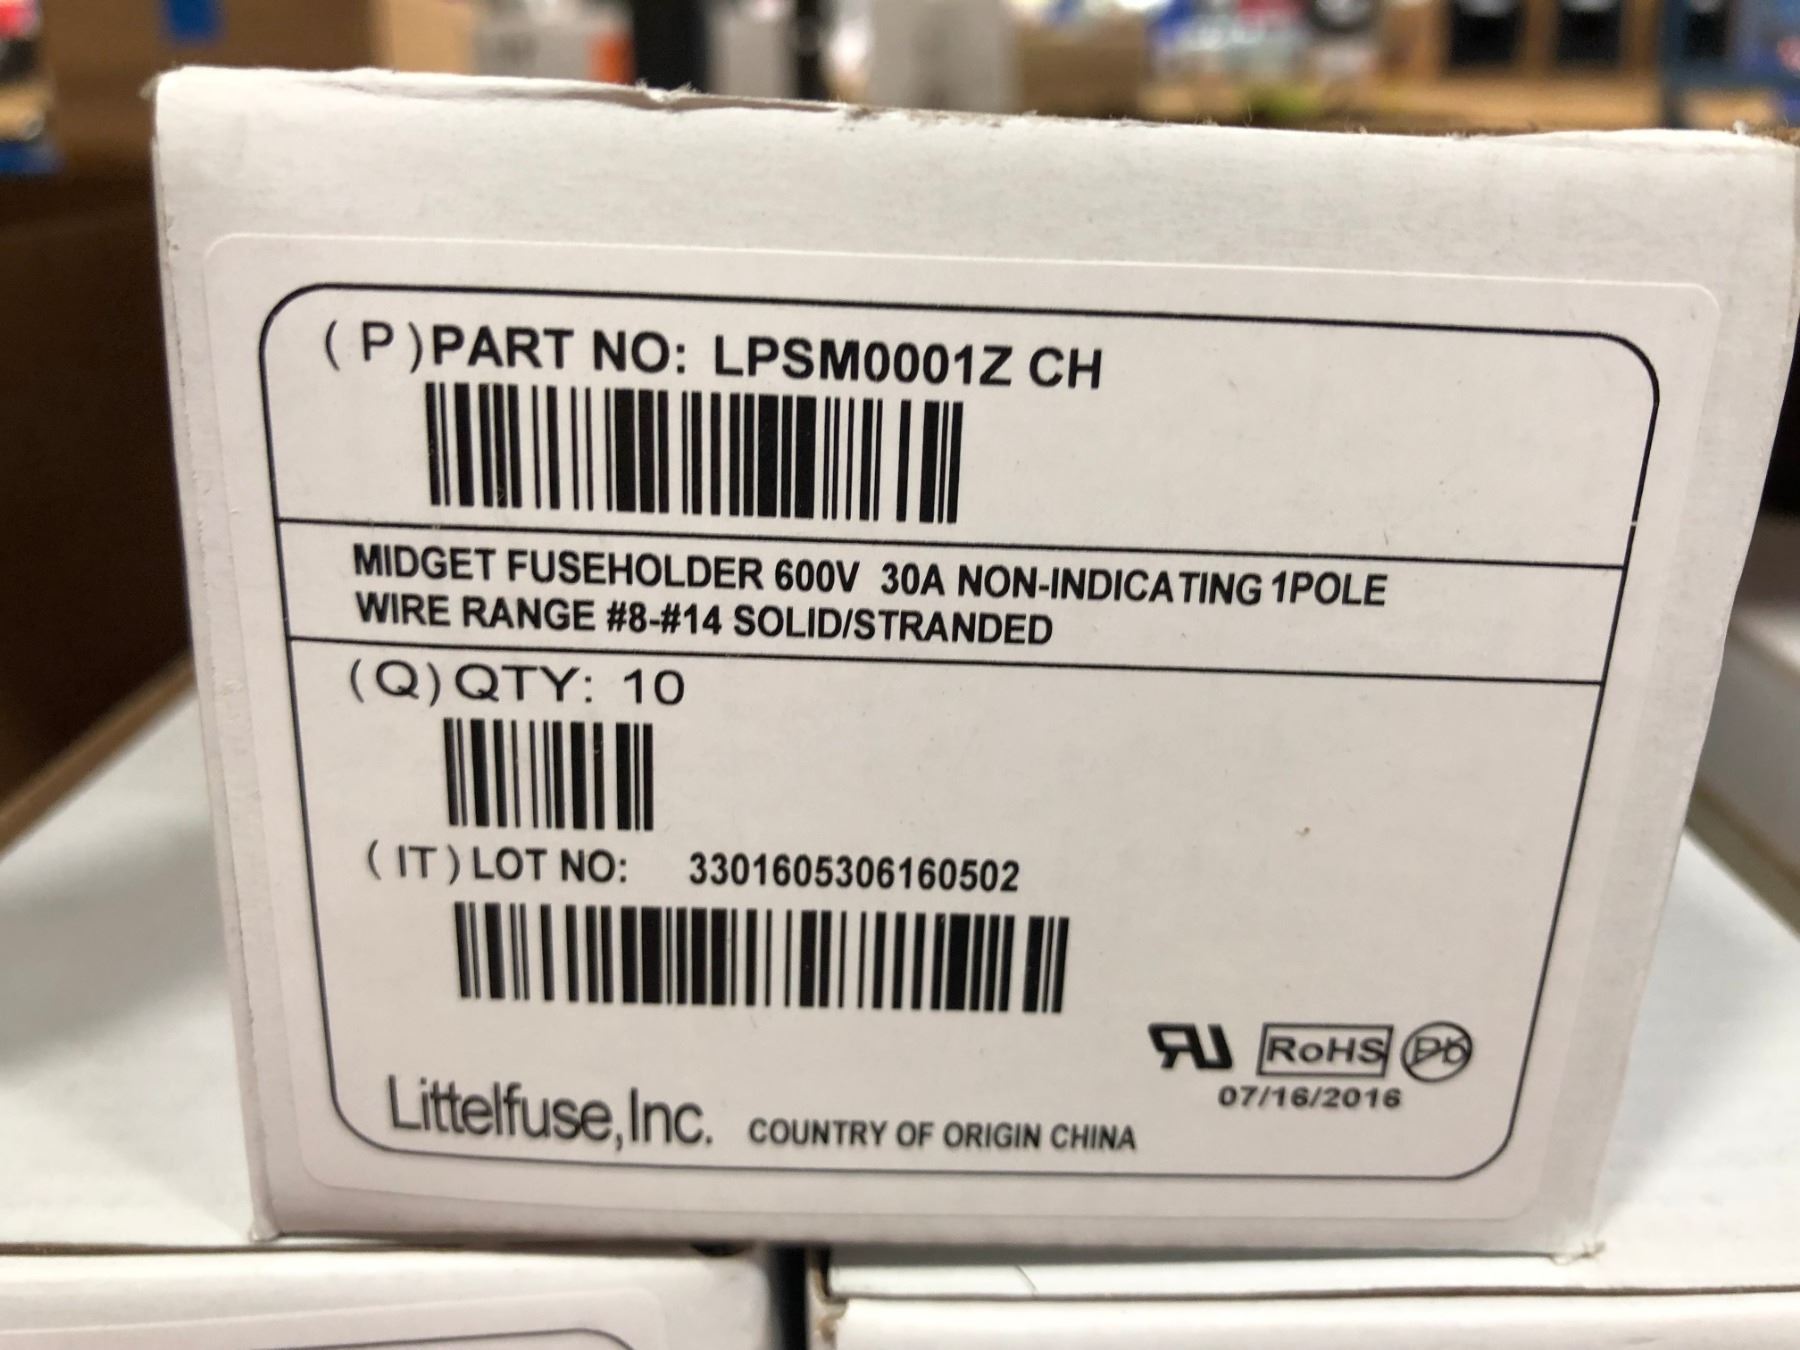 (P)PART NO: LPSM0001Z CH
MIDGET FUSEHOLDER 600V 30A NON-INDICATING 1POLE
WIRE RANGE #8-#14 SOLID/STRANDED
(Q)QTY: 10
(IT)LOT NO: 3301605306160502
RU RoHS Pb
07/16/2016
Littelfuse,Inc. COUNTRY OF ORIGIN CHINA